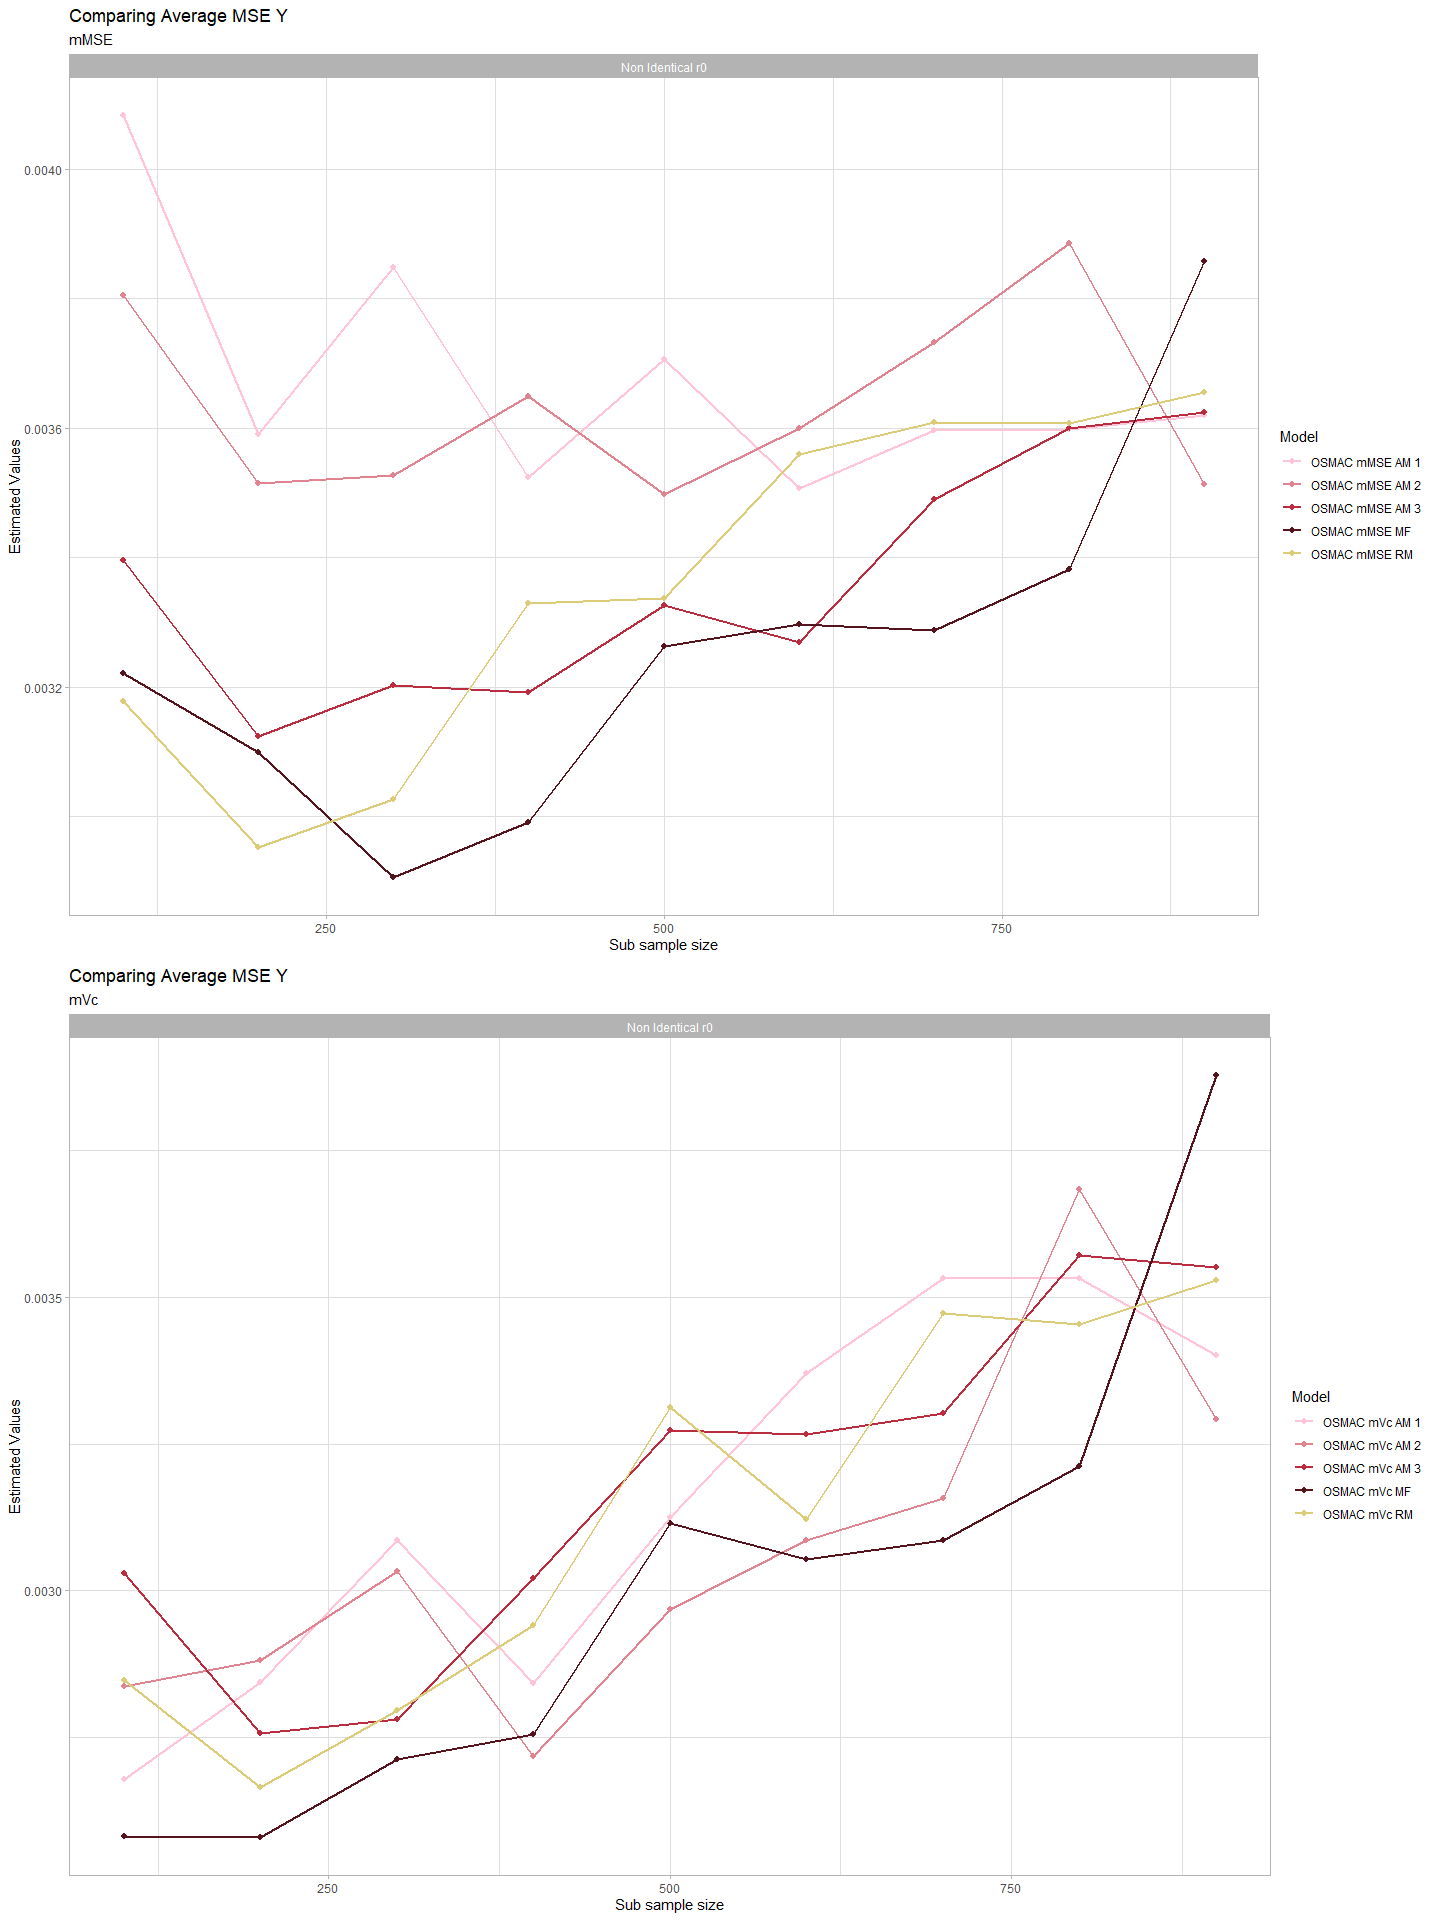 Comparing Average MSE Y
mMSE
Non Identical r0
0.0040
0.0036
0.0032
Estimated Values
250
500
750
Sub sample size
Model
OSMAC mMSE AM 1
OSMAC mMSE AM 2
OSMAC mMSE AM 3
OSMAC mMSE MF
OSMAC mMSE RM
Comparing Average MSE Y
mVc
Non Identical r0
0.0035
0.0030
Estimated Values
250
500
750
Sub sample size
Model
OSMAC mVc AM 1
OSMAC mVc AM 2
OSMAC mVc AM 3
OSMAC mVc MF
OSMAC mVc RM